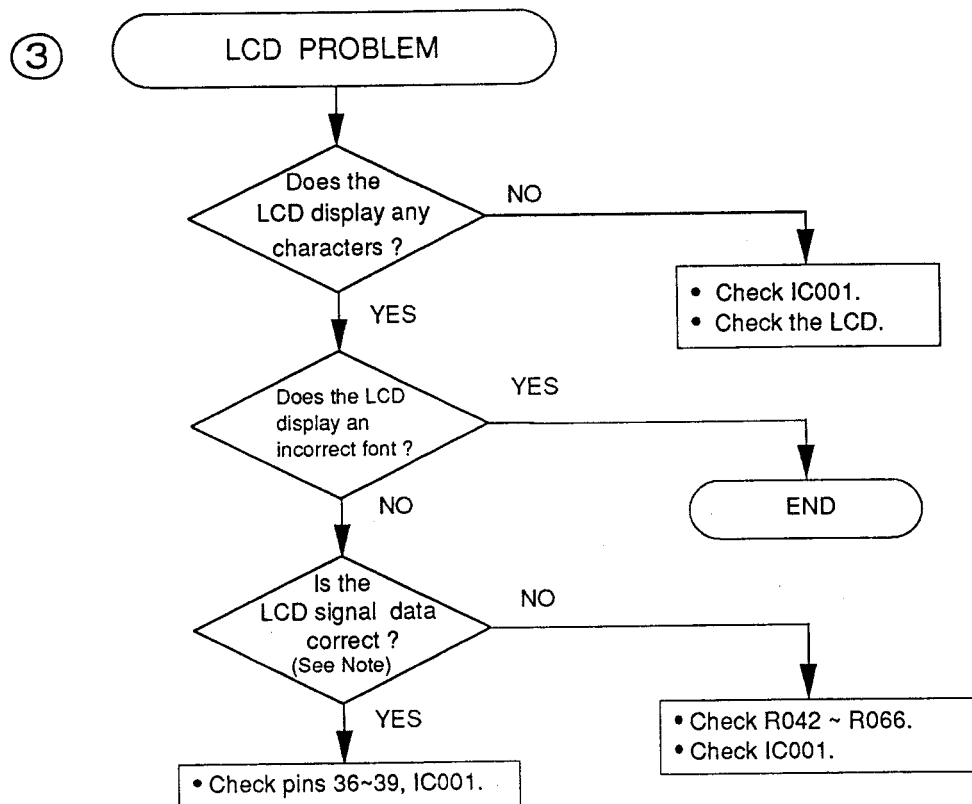 3
LCD PROBLEM
Does the
LCD display any
characters ?
NO
• Check IC001.
• Check the LCD.
YES
Does the LCD
display an
incorrect font ?
YES
END
NO
Is the
LCD signal data
correct ?
(See Note)
NO
• Check R042 ~ R066.
• Check IC001.
YES
• Check pins 36~39, IC001.